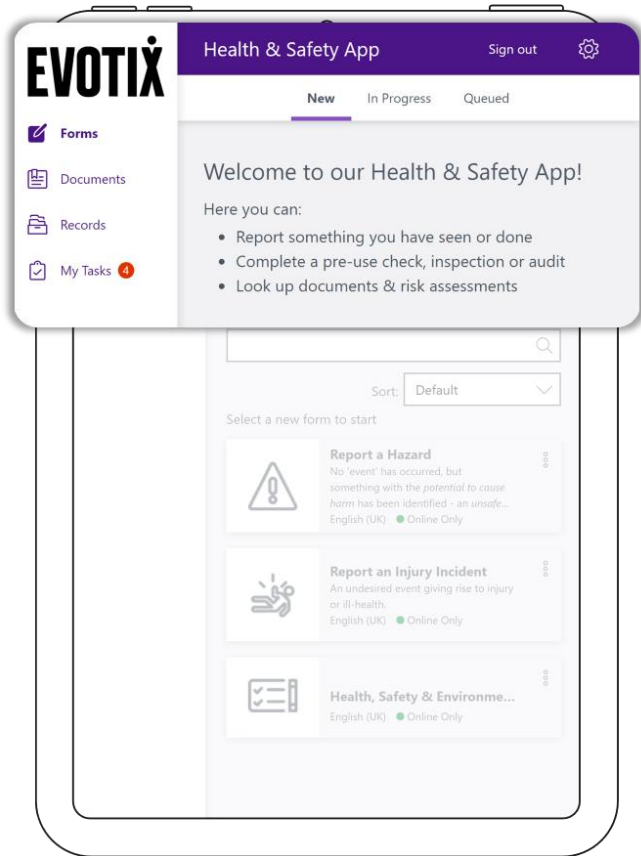 EVOTIX
Health & Safety App
Sign out
New
In Progress
Queued
Forms
Documents
Records
My Tasks 4
Welcome to our Health & Safety App!
Here you can:
• Report something you have seen or done
• Complete a pre-use check, inspection or audit
• Look up documents & risk assessments
Sort: Default
Select a new form to start
Report a Hazard
No 'event' has occurred, but
something with the potential to cause
harm has been identified - an unsafe...
English (UK) Online Only
Report an Injury Incident
An undesired event giving rise to injury
or ill-health.
English (UK) Online Only
Health, Safety & Environme...
English (UK) Online Only